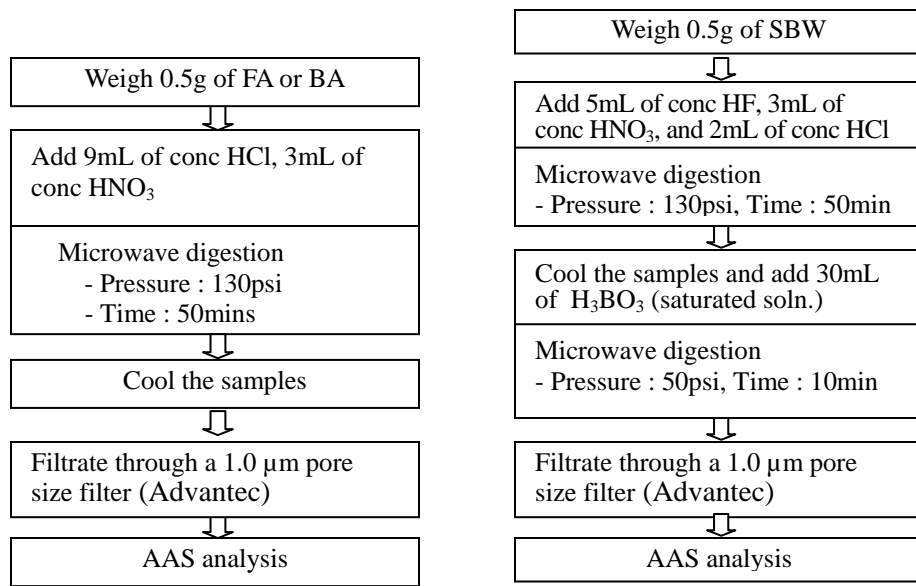 Weigh 0.5g of FA or BA
Add 9mL of conc HCl, 3mL of
conc HNO₃
Microwave digestion
- Pressure : 130psi
- Time : 50mins
Cool the samples
Filtrate through a 1.0 µm pore
size filter (Advantec)
AAS analysis
Weigh 0.5g of SBW
Add 5mL of conc HF, 3mL of
conc HNO₃, and 2mL of conc HCl
Microwave digestion
- Pressure : 130psi, Time : 50min
Cool the samples and add 30mL
of H₃BO₃ (saturated soln.)
Microwave digestion
- Pressure : 50psi, Time : 10min
Filtrate through a 1.0 µm pore
size filter (Advantec)
AAS analysis